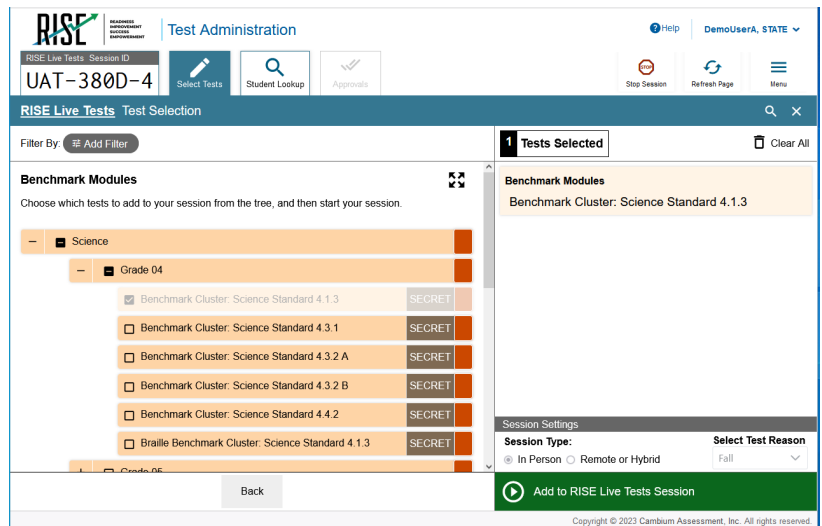 RISE
READINESS
IMPROVEMENT
SUCCESS
EMPOWERMENT
Test Administration
Help
DemoUserA, STATE
RISE Live Tests Session ID
UAT-380D-4
Select Tests
Student Lookup
Approvals
STOP
Stop Session
Refresh Page
Menu
RISE Live Tests Test Selection
Filter By: Add Filter
1 Tests Selected
Clear All
Benchmark Modules
Choose which tests to add to your session from the tree, and then start your session.
Science
Grade 04
Benchmark Cluster: Science Standard 4.1.3 SECRET
Benchmark Cluster: Science Standard 4.3.1 SECRET
Benchmark Cluster: Science Standard 4.3.2 A SECRET
Benchmark Cluster: Science Standard 4.3.2 B SECRET
Benchmark Cluster: Science Standard 4.4.2 SECRET
Braille Benchmark Cluster: Science Standard 4.1.3 SECRET
Grade 05
Back
Benchmark Modules
Benchmark Cluster: Science Standard 4.1.3
Session Settings
Session Type:
In Person Remote or Hybrid
Select Test Reason
Fall
Add to RISE Live Tests Session
Copyright © 2023 Cambium Assessment, Inc. All rights reserved.